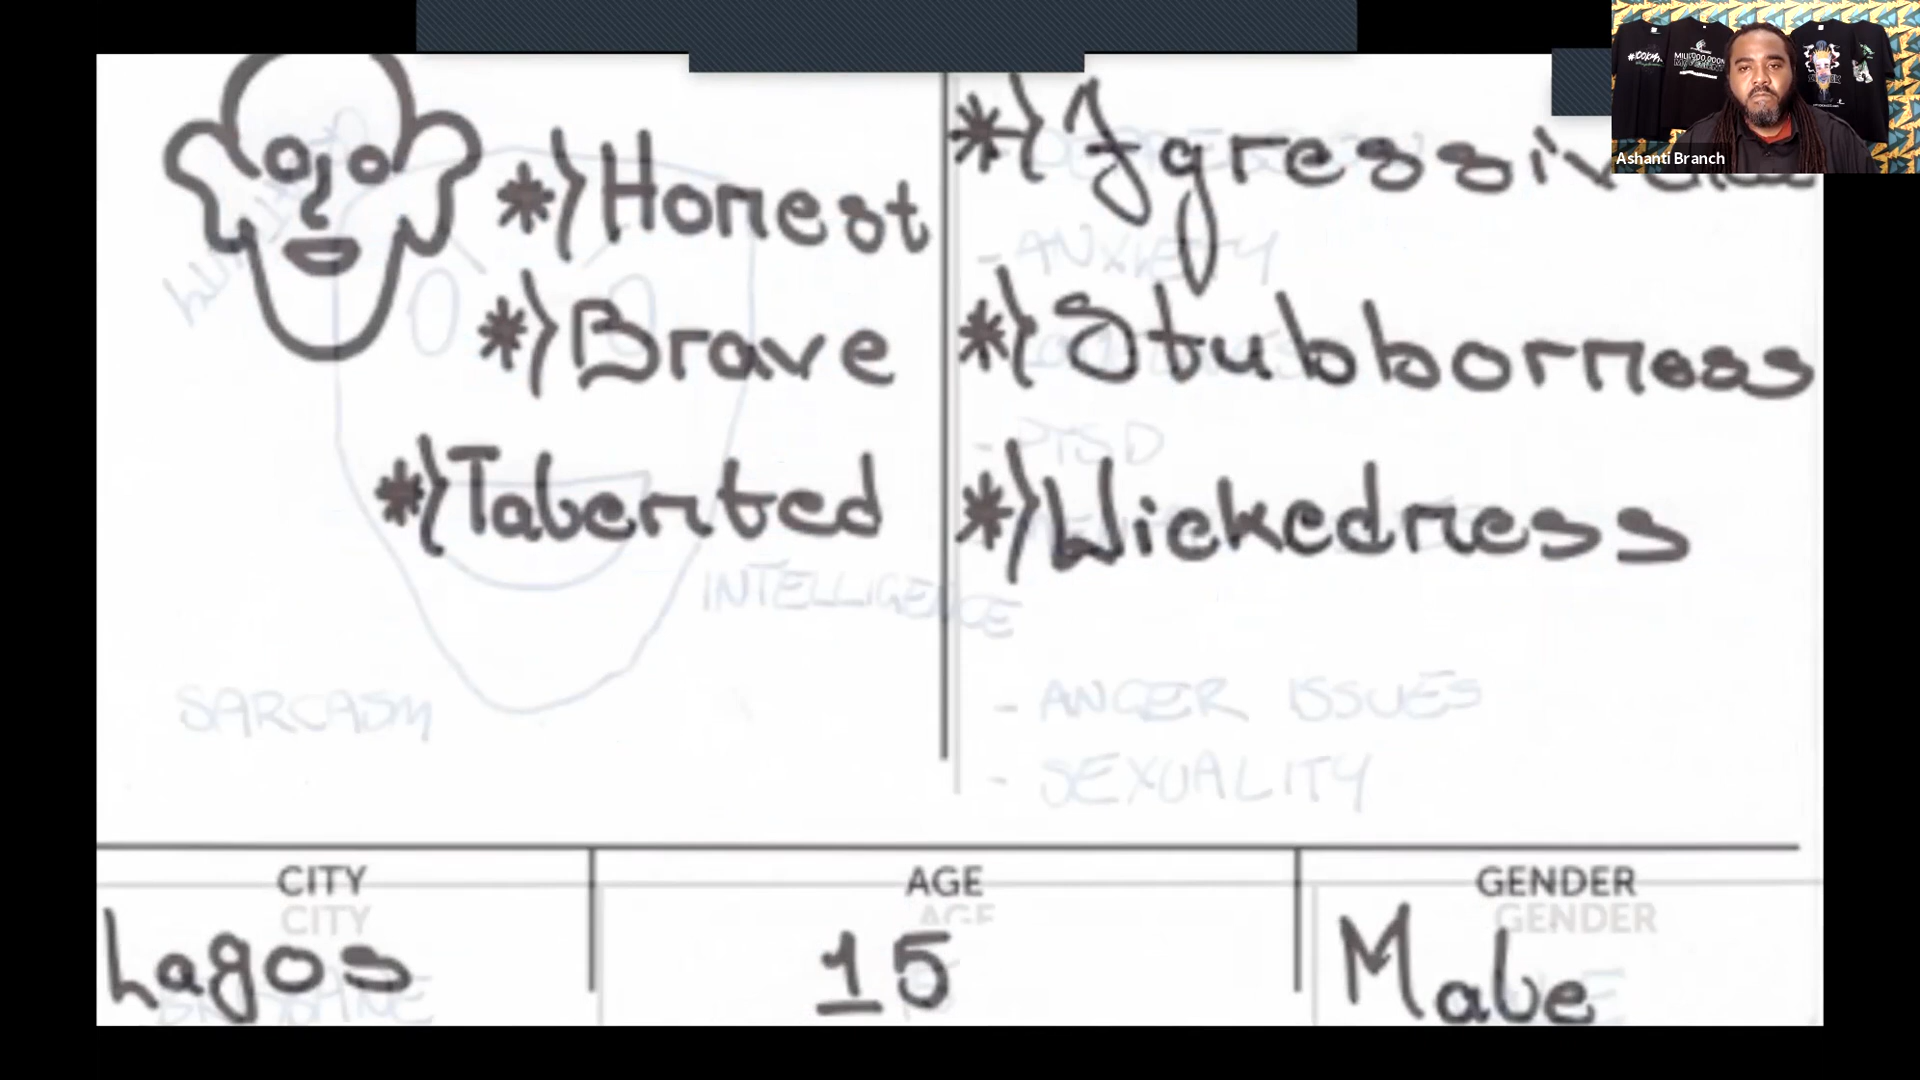 *} Honest
*} Brave
*} Talented
*} Stubborness
*} Wickedness
- ANXIETY
- PTSD
INTELLIGENCE
SARCASM
- ANGER ISSUES
- SEXUALITY
CITY
AGE
GENDER
CITY
AGE
GENDER
Lagos
15
Male
Ashanti Branch